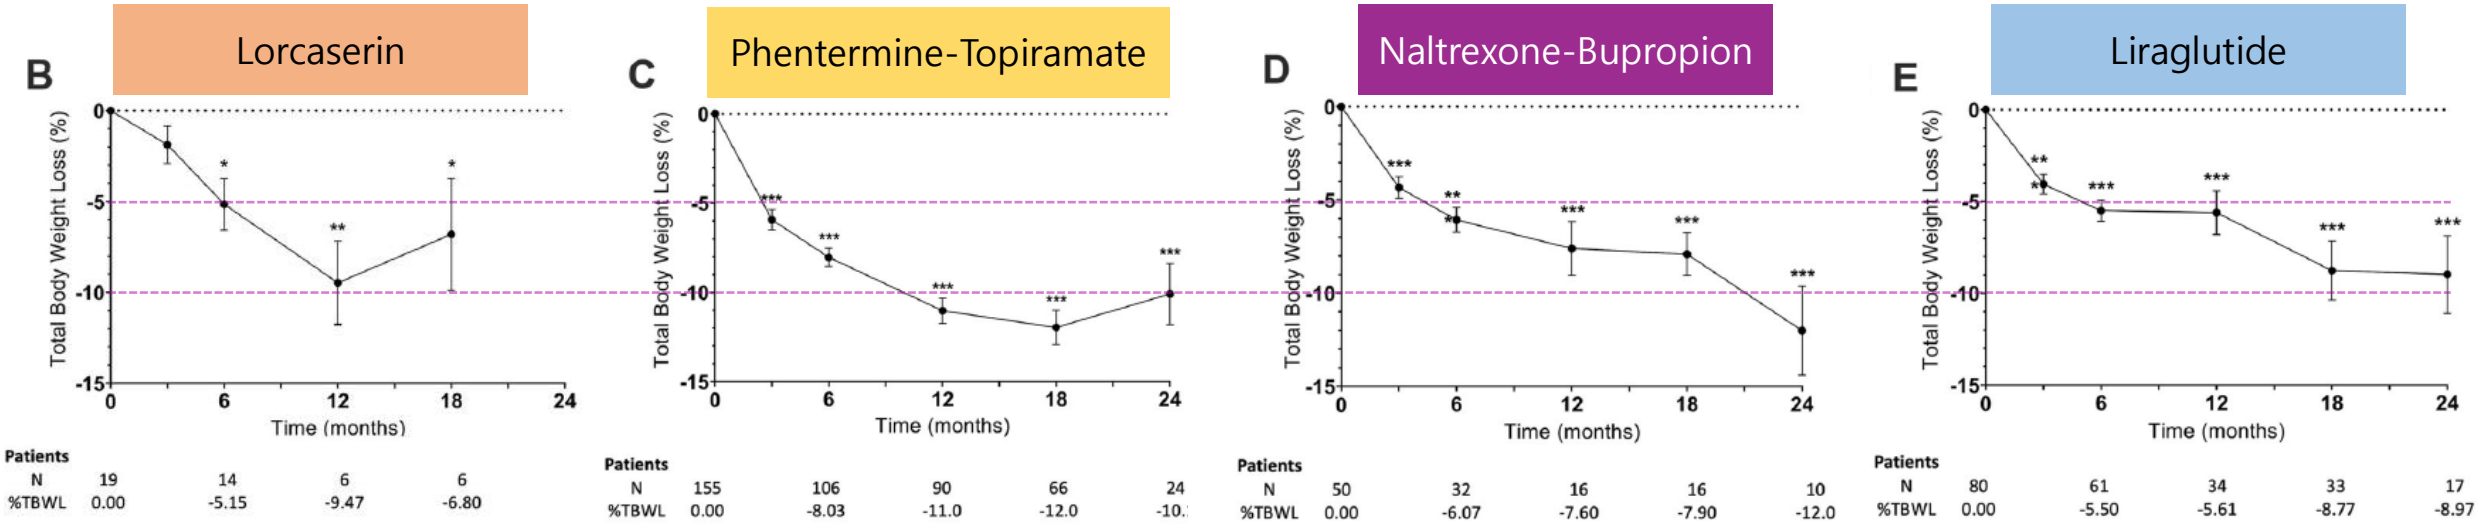 Lorcaserin
B
Total Body Weight Loss (%)
0
-5
-10
-15
*
**
*
0 6 12 18 24
Time (months)
Patients
N 19 14 6 6
%TBWL 0.00 -5.15 -9.47 -6.80
Phentermine-Topiramate
C
Total Body Weight Loss (%)
0
-5
-10
-15
***
***
***
***
***
0 6 12 18 24
Time (months)
Patients
N 155 106 90 66 24
%TBWL 0.00 -8.03 -11.0 -12.0 -10.
Naltrexone-Bupropion
D
Total Body Weight Loss (%)
0
-5
-10
-15
***
**
*
***
***
***
0 6 12 18 24
Time (months)
Patients
N 50 32 16 16 10
%TBWL 0.00 -6.07 -7.60 -7.90 -12.0
Liraglutide
E
Total Body Weight Loss (%)
0
-5
-10
-15
**
*
***
***
***
***
0 6 12 18 24
Time (months)
Patients
N 80 61 34 33 17
%TBWL 0.00 -5.50 -5.61 -8.77 -8.97